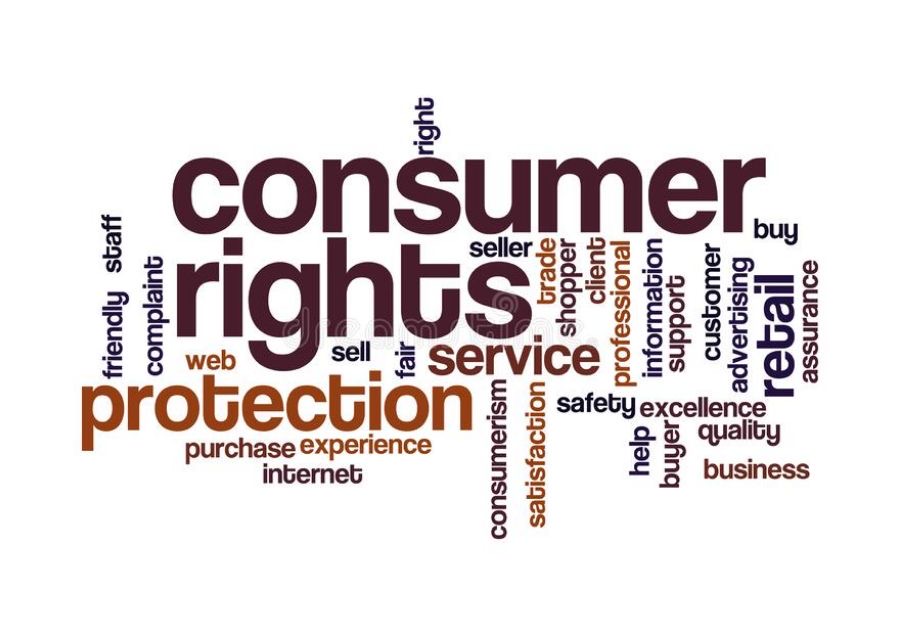 right
consumer
rights
buy
seller
staff
friendly
complaint
trade
shopper
client
professional
information
support
customer
advertising
retail
assurance
web
sell
fair
service
protection
safety
excellence
purchase
experience
internet
consumerism
satisfaction
help
buyer
quality
business